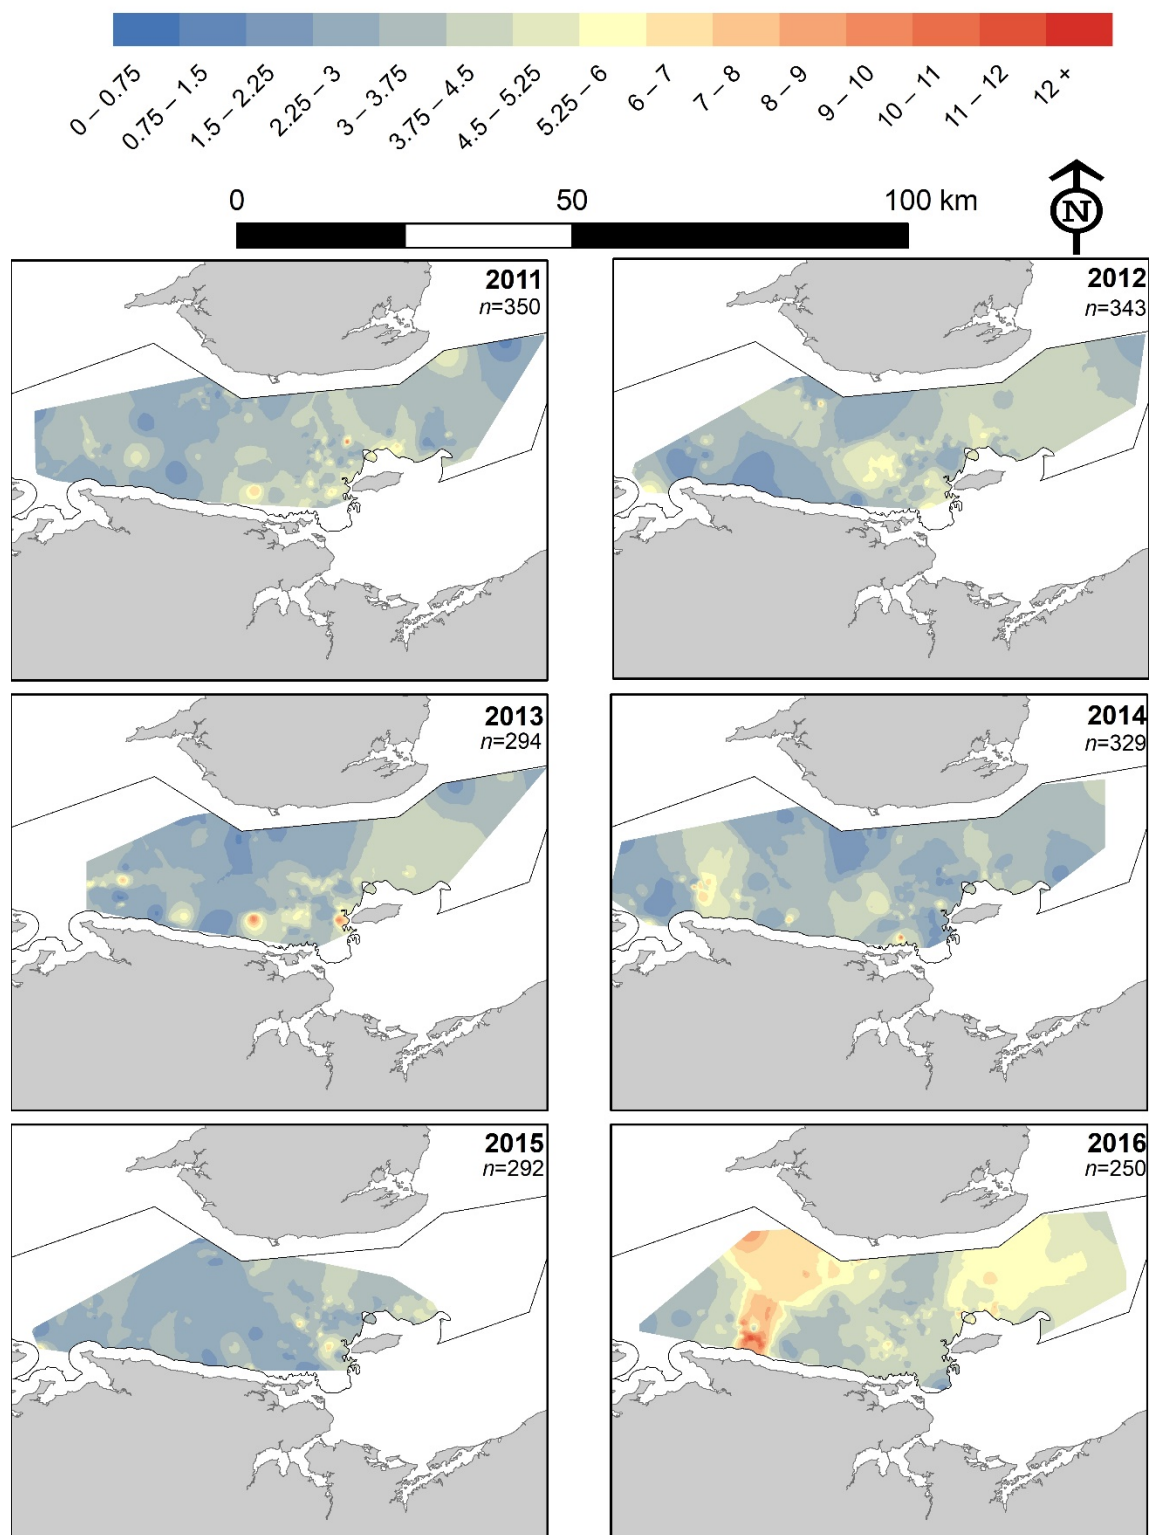 0 – 0.75
0.75 – 1.5
1.5 – 2.25
2.25 – 3
3 – 3.75
3.75 – 4.5
4.5 – 5.25
5.25 – 6
6 – 7
7 – 8
8 – 9
9 – 10
10 – 11
11 – 12
12 +
0 50 100 km
N
2011
n=350
2012
n=343
2013
n=294
2014
n=329
2015
n=292
2016
n=250